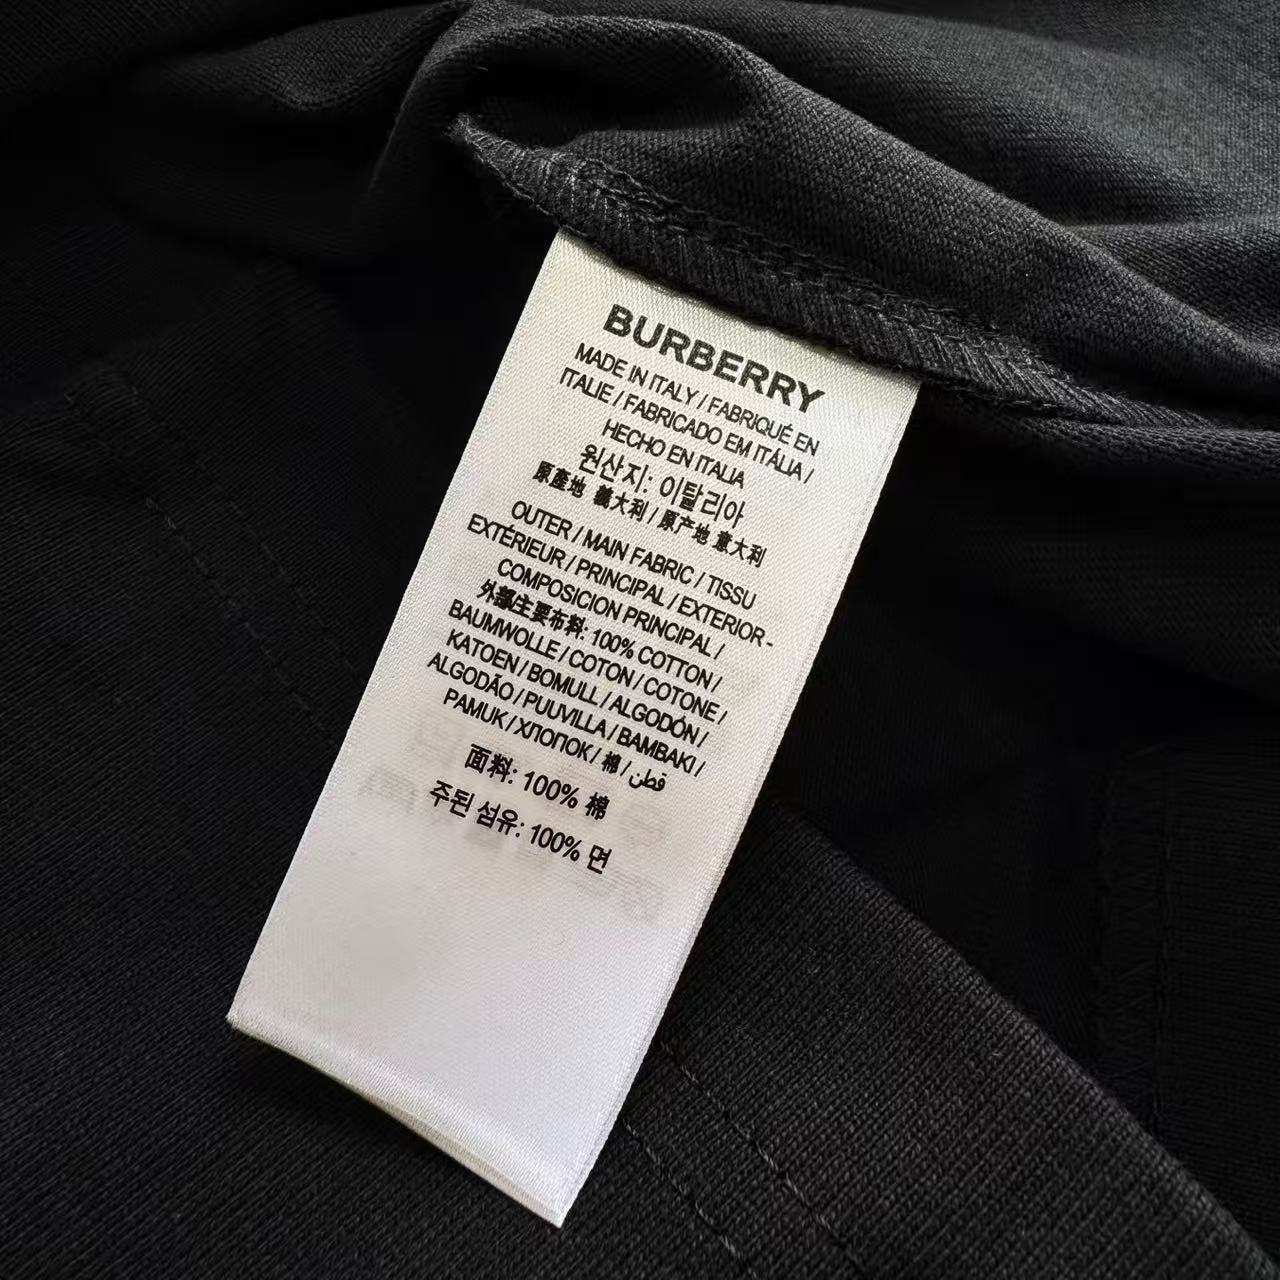 BURBERRY
MADE IN ITALY / FABRIQUÉ EN
ITALIE / FABRICADO EM ITÁLIA /
HECHO EN ITALIA
원산지: 이탈리아
原產地 義大利 / 原产地 意大利
OUTER / MAIN FABRIC / TISSU
EXTÉRIEUR / PRINCIPAL / EXTERIOR-
COMPOSICION PRINCIPAL /
外部主要布料: 100% COTTON /
BAUMWOLLE / COTON / COTONE /
KATOEN / BOMULL / ALGODÓN /
ALGODÃO / PUUVILLA / BAMBAKI /
PAMUK / ХПОПОК / 棉 / قطن
面料: 100% 棉
주된 섬유: 100% 면